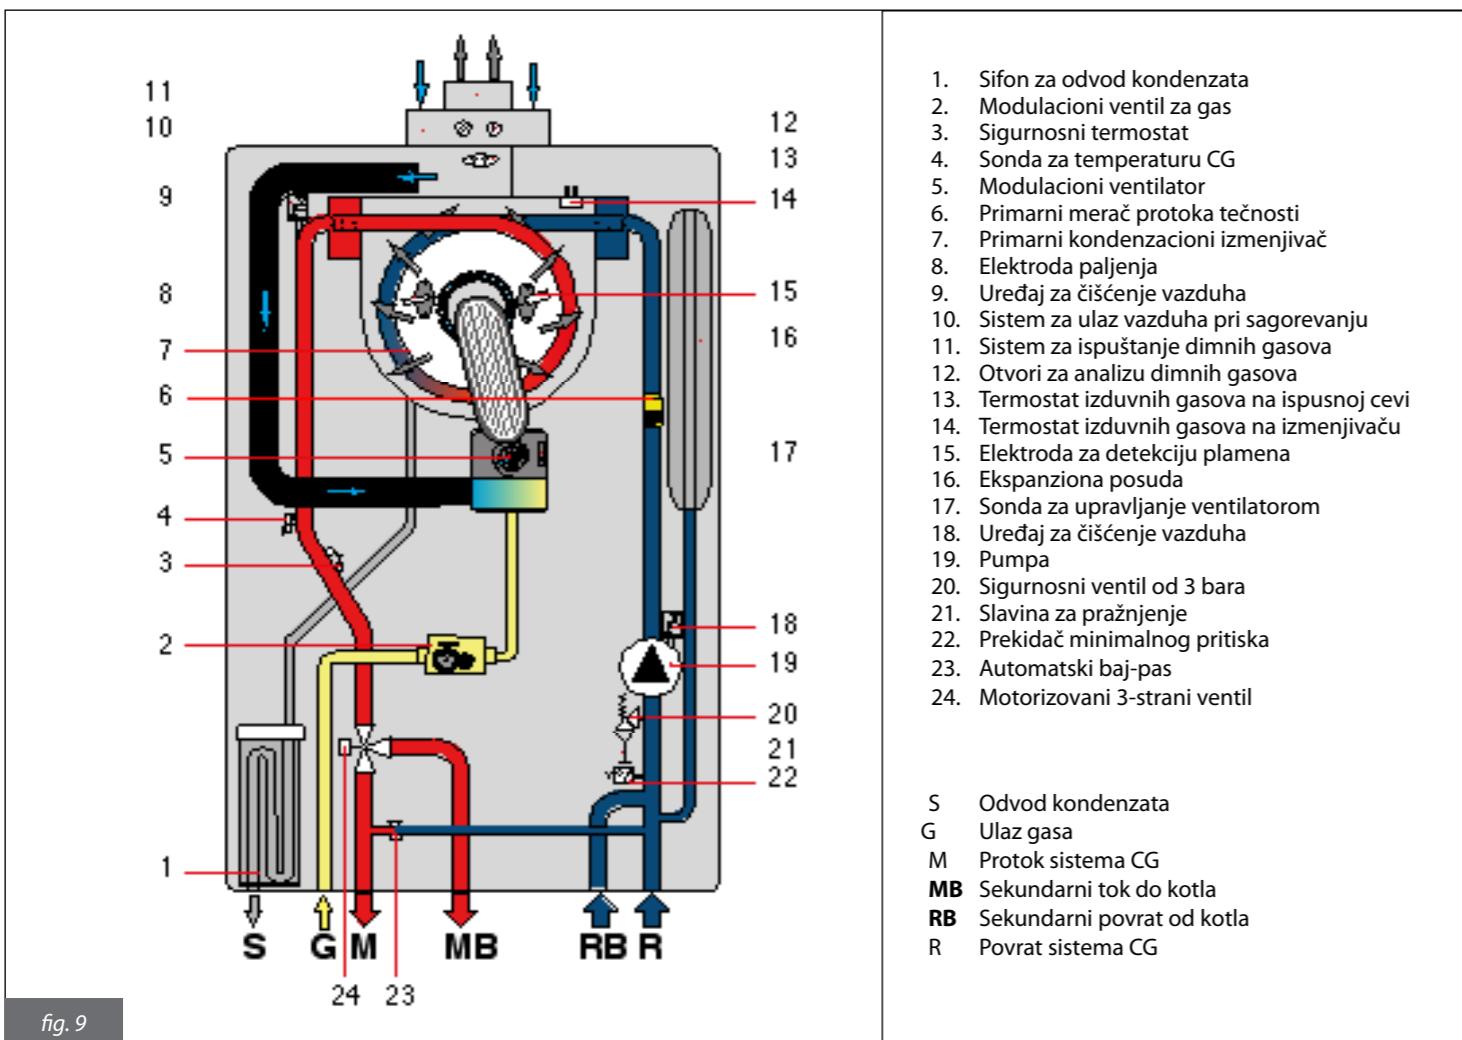 11
10
9
8
7
6
5
4
3
2
1
12
13
14
15
16
17
18
19
20
21
22
S
G
M
MB
RB
R
24
23
fig. 9
1. Sifon za odvod kondenzata
2. Modulacioni ventil za gas
3. Sigurnosni termostat
4. Sonda za temperaturu CG
5. Modulacioni ventilator
6. Primarni merač protoka tečnosti
7. Primarni kondenzacioni izmenjivač
8. Elektroda paljenja
9. Uređaj za čišćenje vazduha
10. Sistem za ulaz vazduha pri sagorevanju
11. Sistem za ispuštanje dimnih gasova
12. Otvori za analizu dimnih gasova
13. Termostat izduvnih gasova na ispusnoj cevi
14. Termostat izduvnih gasova na izmenjivaču
15. Elektroda za detekciju plamena
16. Ekspanziona posuda
17. Sonda za upravljanje ventilatorom
18. Uređaj za čišćenje vazduha
19. Pumpa
20. Sigurnosni ventil od 3 bara
21. Slavina za pražnjenje
22. Prekidač minimalnog pritiska
23. Automatski baj-pas
24. Motorizovani 3-strani ventil
S Odvod kondenzata
G Ulaz gasa
M Protok sistema CG
MB Sekundarni tok do kotla
RB Sekundarni povrat od kotla
R Povrat sistema CG